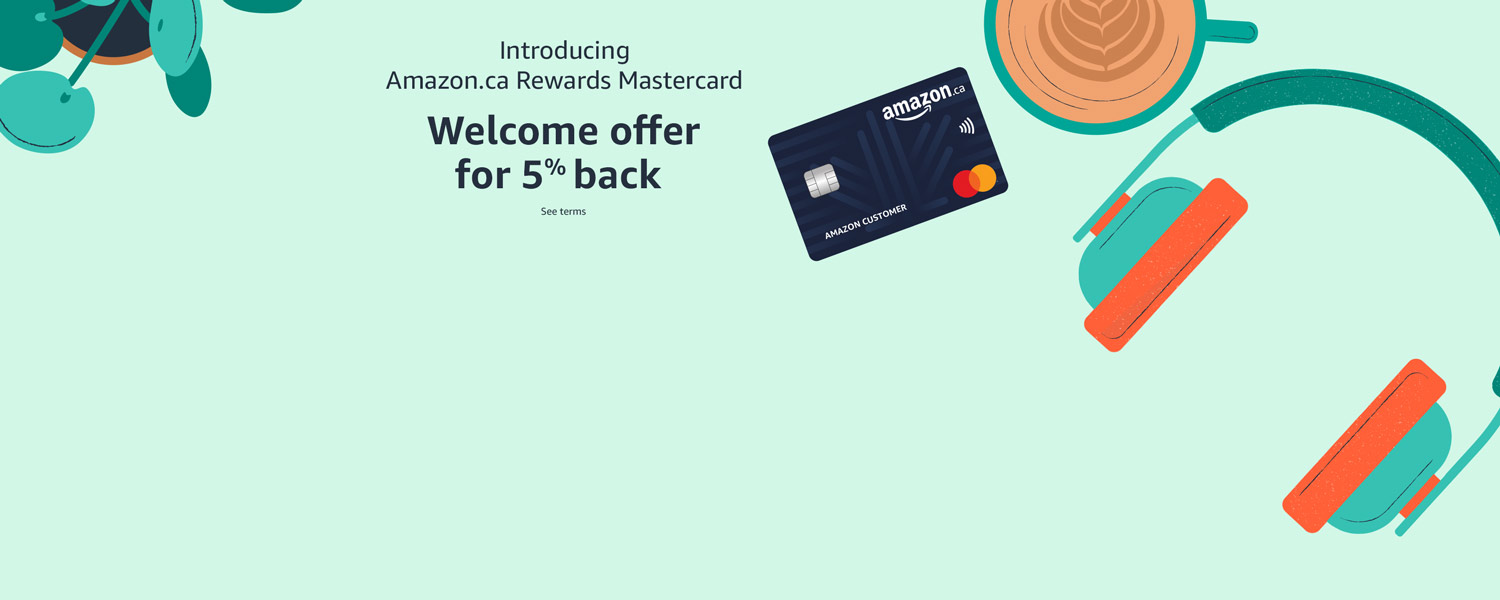 Introducing
Amazon.ca Rewards Mastercard
Welcome offer
for 5% back
See terms
amazon.ca
AMAZON CUSTOMER